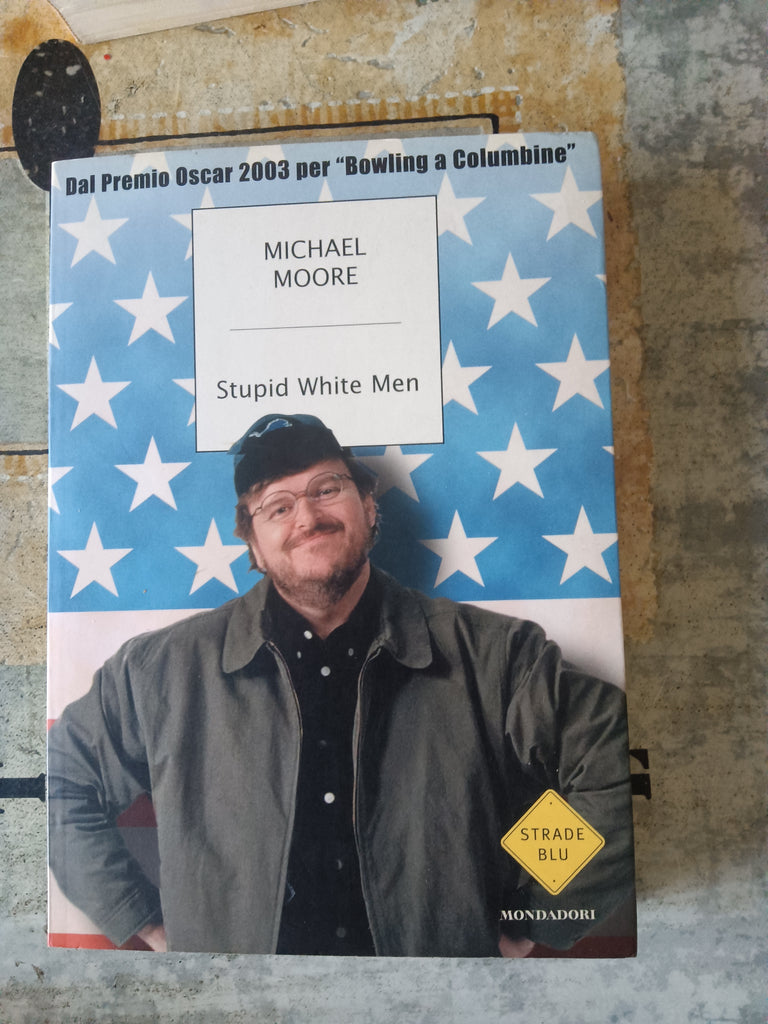 Dal Premio Oscar 2003 per “Bowling a Columbine”
MICHAEL
MOORE
Stupid White Men
STRADE
BLU
MONDADORI